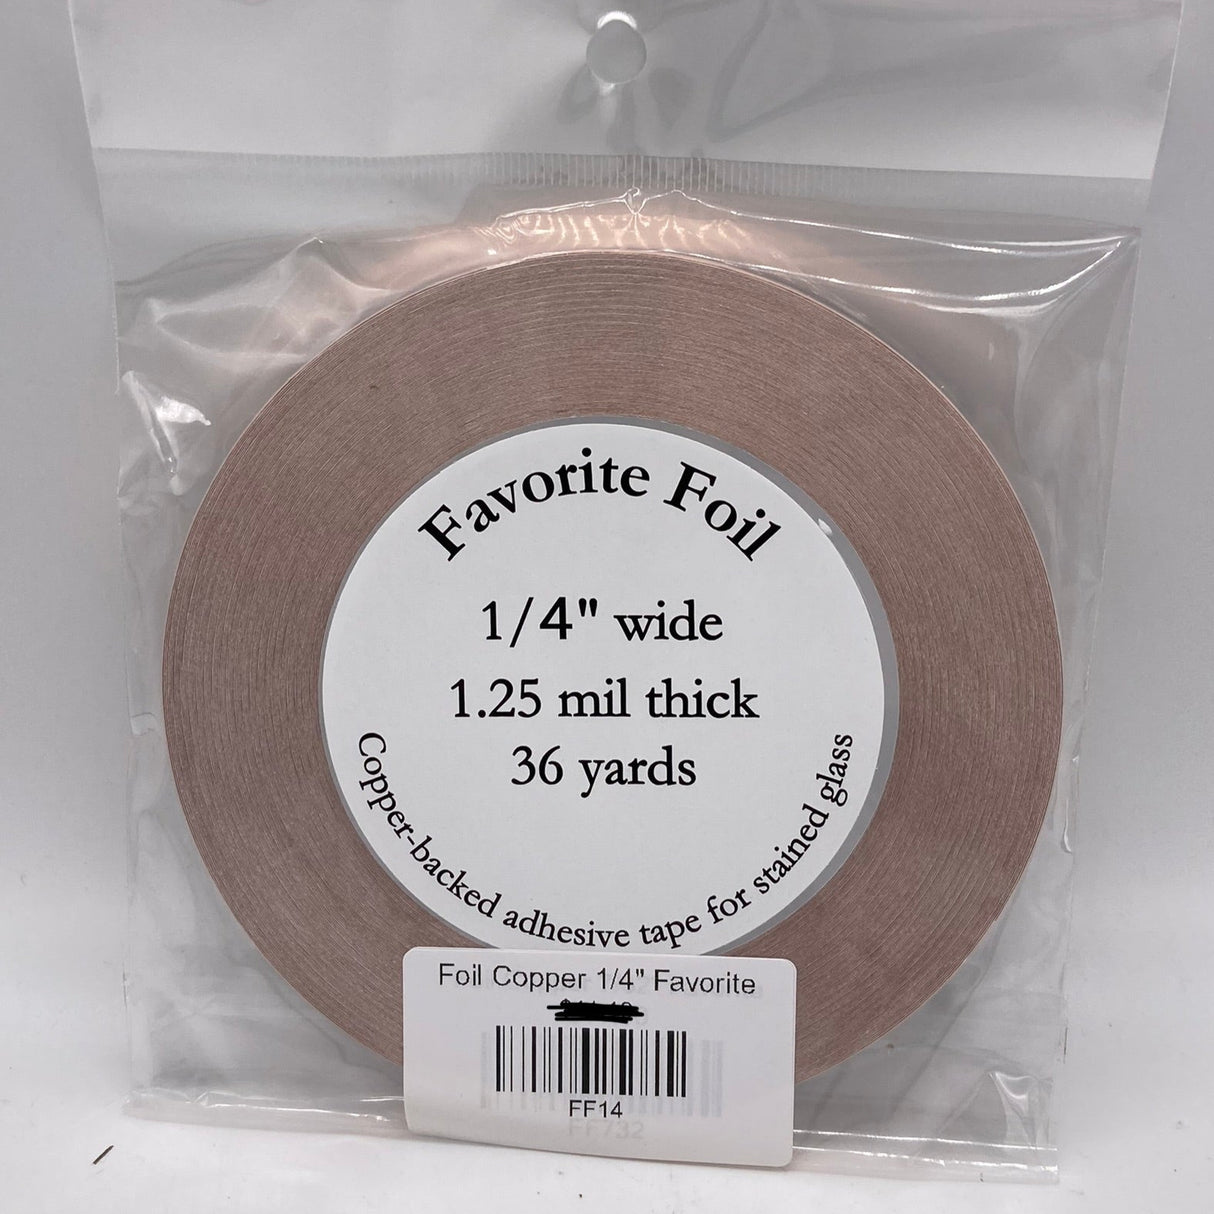 Favorite Foil
1/4" wide
1.25 mil thick
36 yards
Copper-backed adhesive tape for stained glass
Foil Copper 1/4" Favorite
FF14
FF732